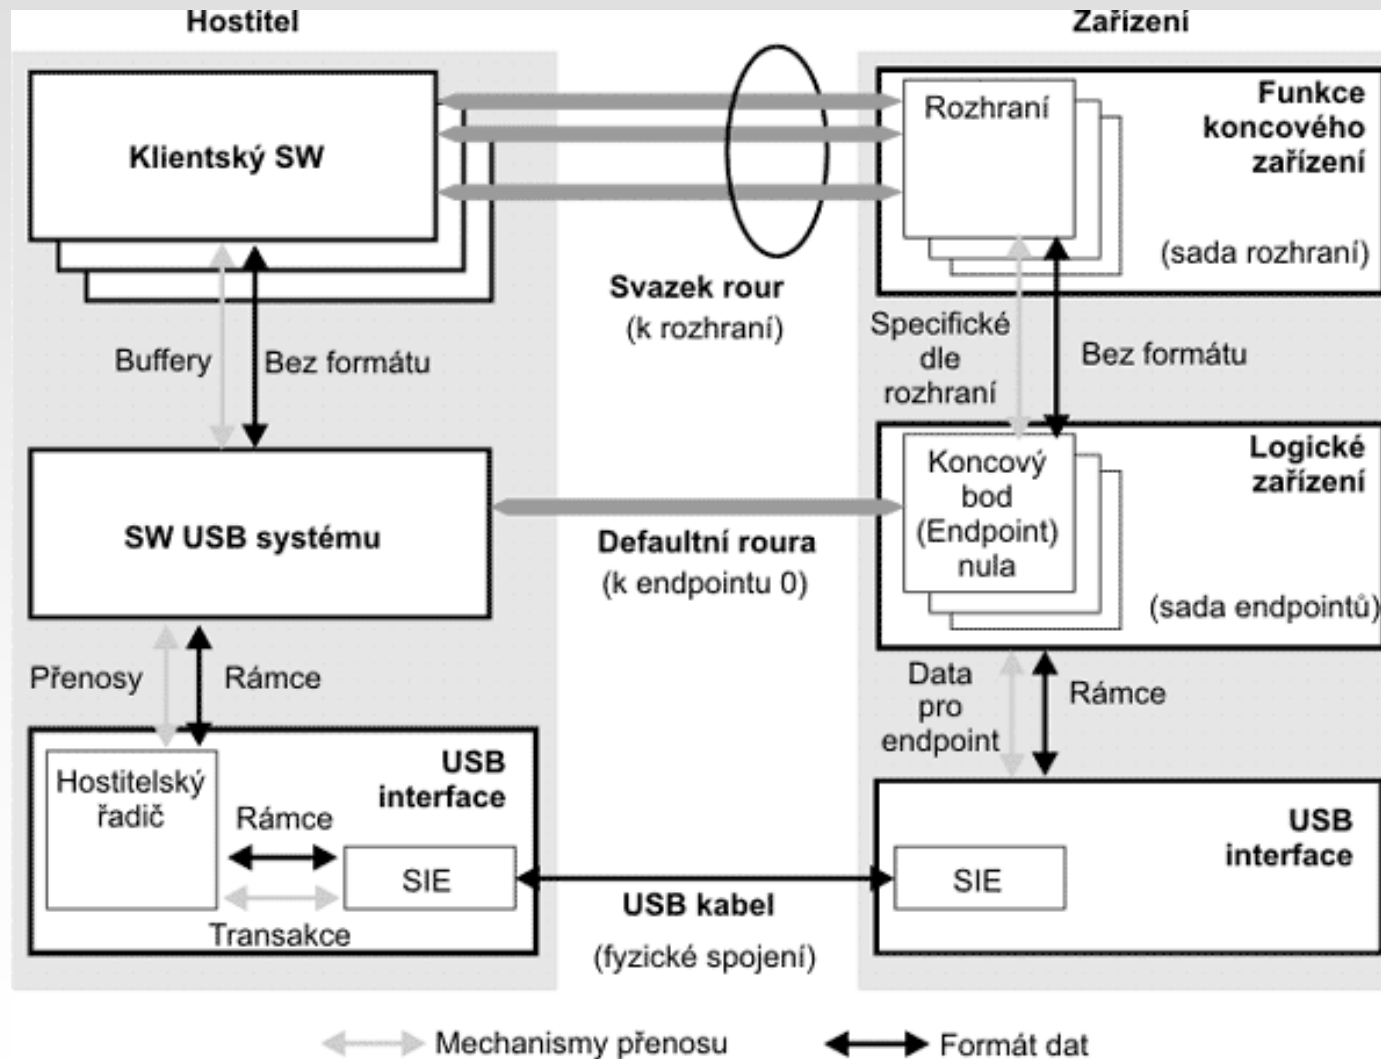 Hostitel
Zařízení
Klientský SW
Rozhraní
Funkce
koncového
zařízení
(sada rozhraní)
Svazek rour
(k rozhraní)
Buffery
Bez formátu
Specifické
dle
rozhraní
Bez formátu
SW USB systému
Defaultní roura
(k endpointu 0)
Koncový
bod
(Endpoint)
nula
Logické
zařízení
(sada endpointů)
Přenosy
Rámce
Data
pro
endpoint
Rámce
Hostitelský
řadič
USB
interface
Rámce
Transakce
SIE
USB kabel
(fyzické spojení)
SIE
USB
interface
Mechanismy přenosu
Formát dat